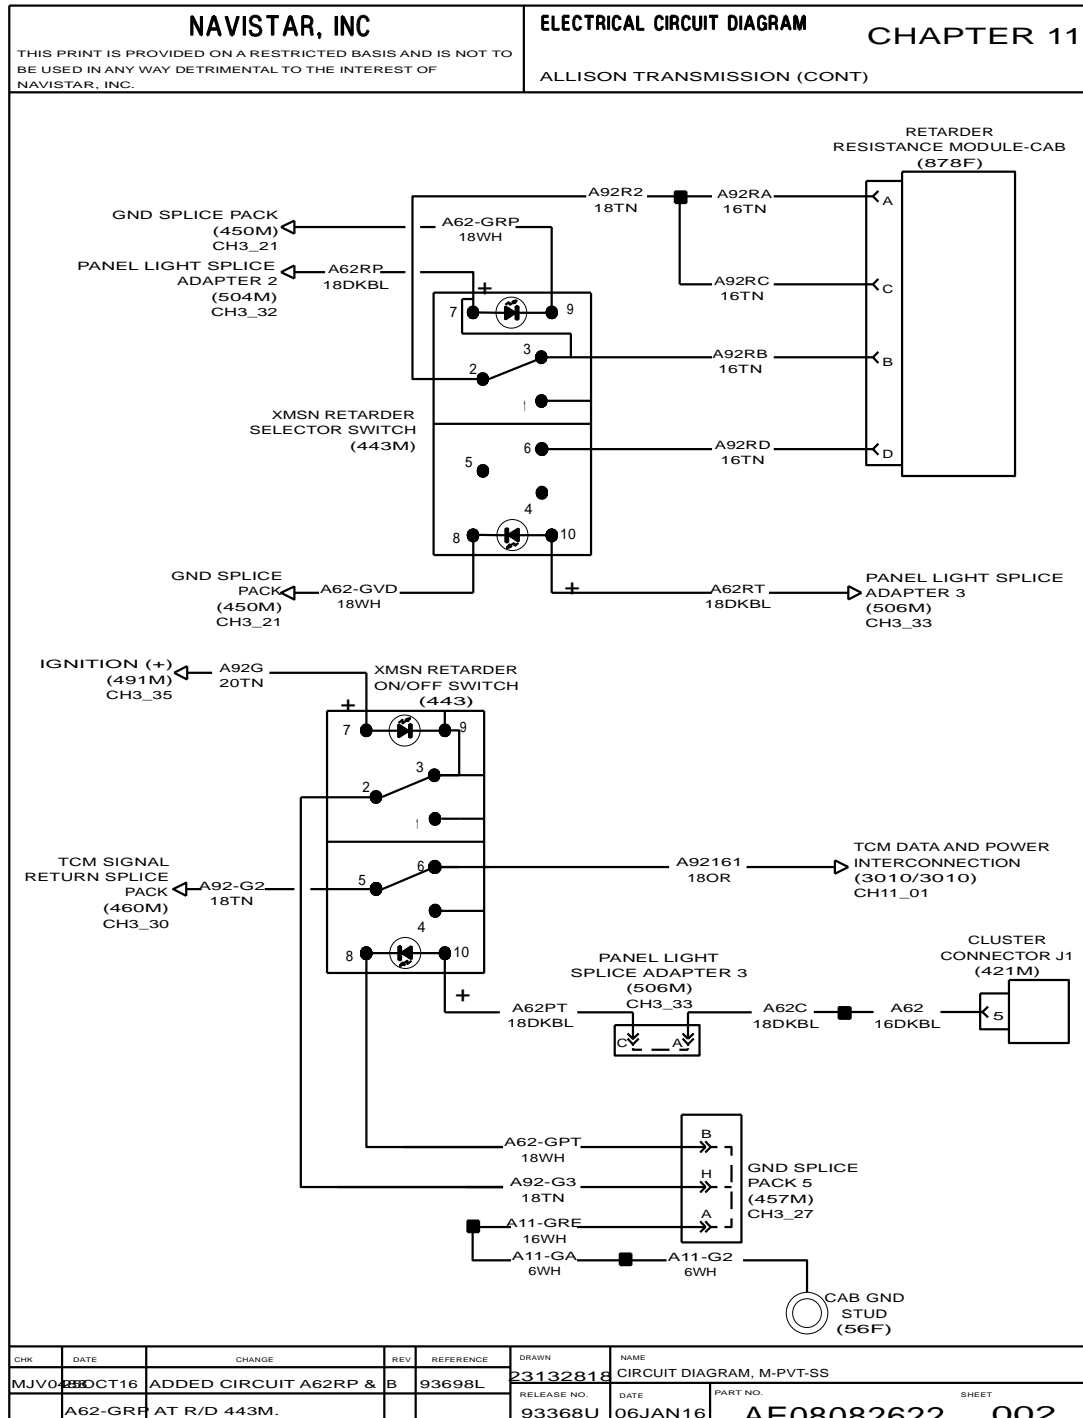 NAVISTAR, INC
THIS PRINT IS PROVIDED ON A RESTRICTED BASIS AND IS NOT TO
BE USED IN ANY WAY DETRIMENTAL TO THE INTEREST OF
NAVISTAR, INC.
ELECTRICAL CIRCUIT DIAGRAM
CHAPTER 11
ALLISON TRANSMISSION (CONT)
RETARDER
RESISTANCE MODULE-CAB
(878F)
A92R2
18TN
A92RA
16TN
A
GND SPLICE PACK
(450M)
CH3_21
A62-GRP
18WH
PANEL LIGHT SPLICE
ADAPTER 2
(504M)
CH3_32
A62RP
18DKBL
+
A92RC
16TN
C
7
9
3
2
1
A92RB
16TN
B
XMSN RETARDER
SELECTOR SWITCH
(443M)
6
5
4
A92RD
16TN
D
8
10
GND SPLICE
PACK
(450M)
CH3_21
A62-GVD
18WH
+
A62RT
18DKBL
PANEL LIGHT SPLICE
ADAPTER 3
(506M)
CH3_33
IGNITION (+)
(491M)
CH3_35
A92G
20TN
XMSN RETARDER
ON/OFF SWITCH
(443)
+
7
9
3
2
1
TCM SIGNAL
RETURN SPLICE
PACK
(460M)
CH3_30
A92-G2
18TN
6
5
4
A92161
18OR
TCM DATA AND POWER
INTERCONNECTION
(3010/3010)
CH11_01
8
10
+
A62PT
18DKBL
PANEL LIGHT
SPLICE ADAPTER 3
(506M)
CH3_33
C
A
A62C
18DKBL
A62
16DKBL
CLUSTER
CONNECTOR J1
(421M)
5
A62-GPT
18WH
B
A92-G3
18TN
H
A11-GRE
16WH
A
GND SPLICE
PACK 5
(457M)
CH3_27
A11-GA
6WH
A11-G2
6WH
CAB GND
STUD
(56F)
CHK DATE CHANGE REV REFERENCE
25OCT16 ADDED CIRCUIT A62RP & B 93698L
A62-GRP AT R/D 443M.
DRAWN
23132818
NAME
CIRCUIT DIAGRAM, M-PVT-SS
RELEASE NO.
93368U
DATE
06JAN16
PART NO.
AE08082622
SHEET
002